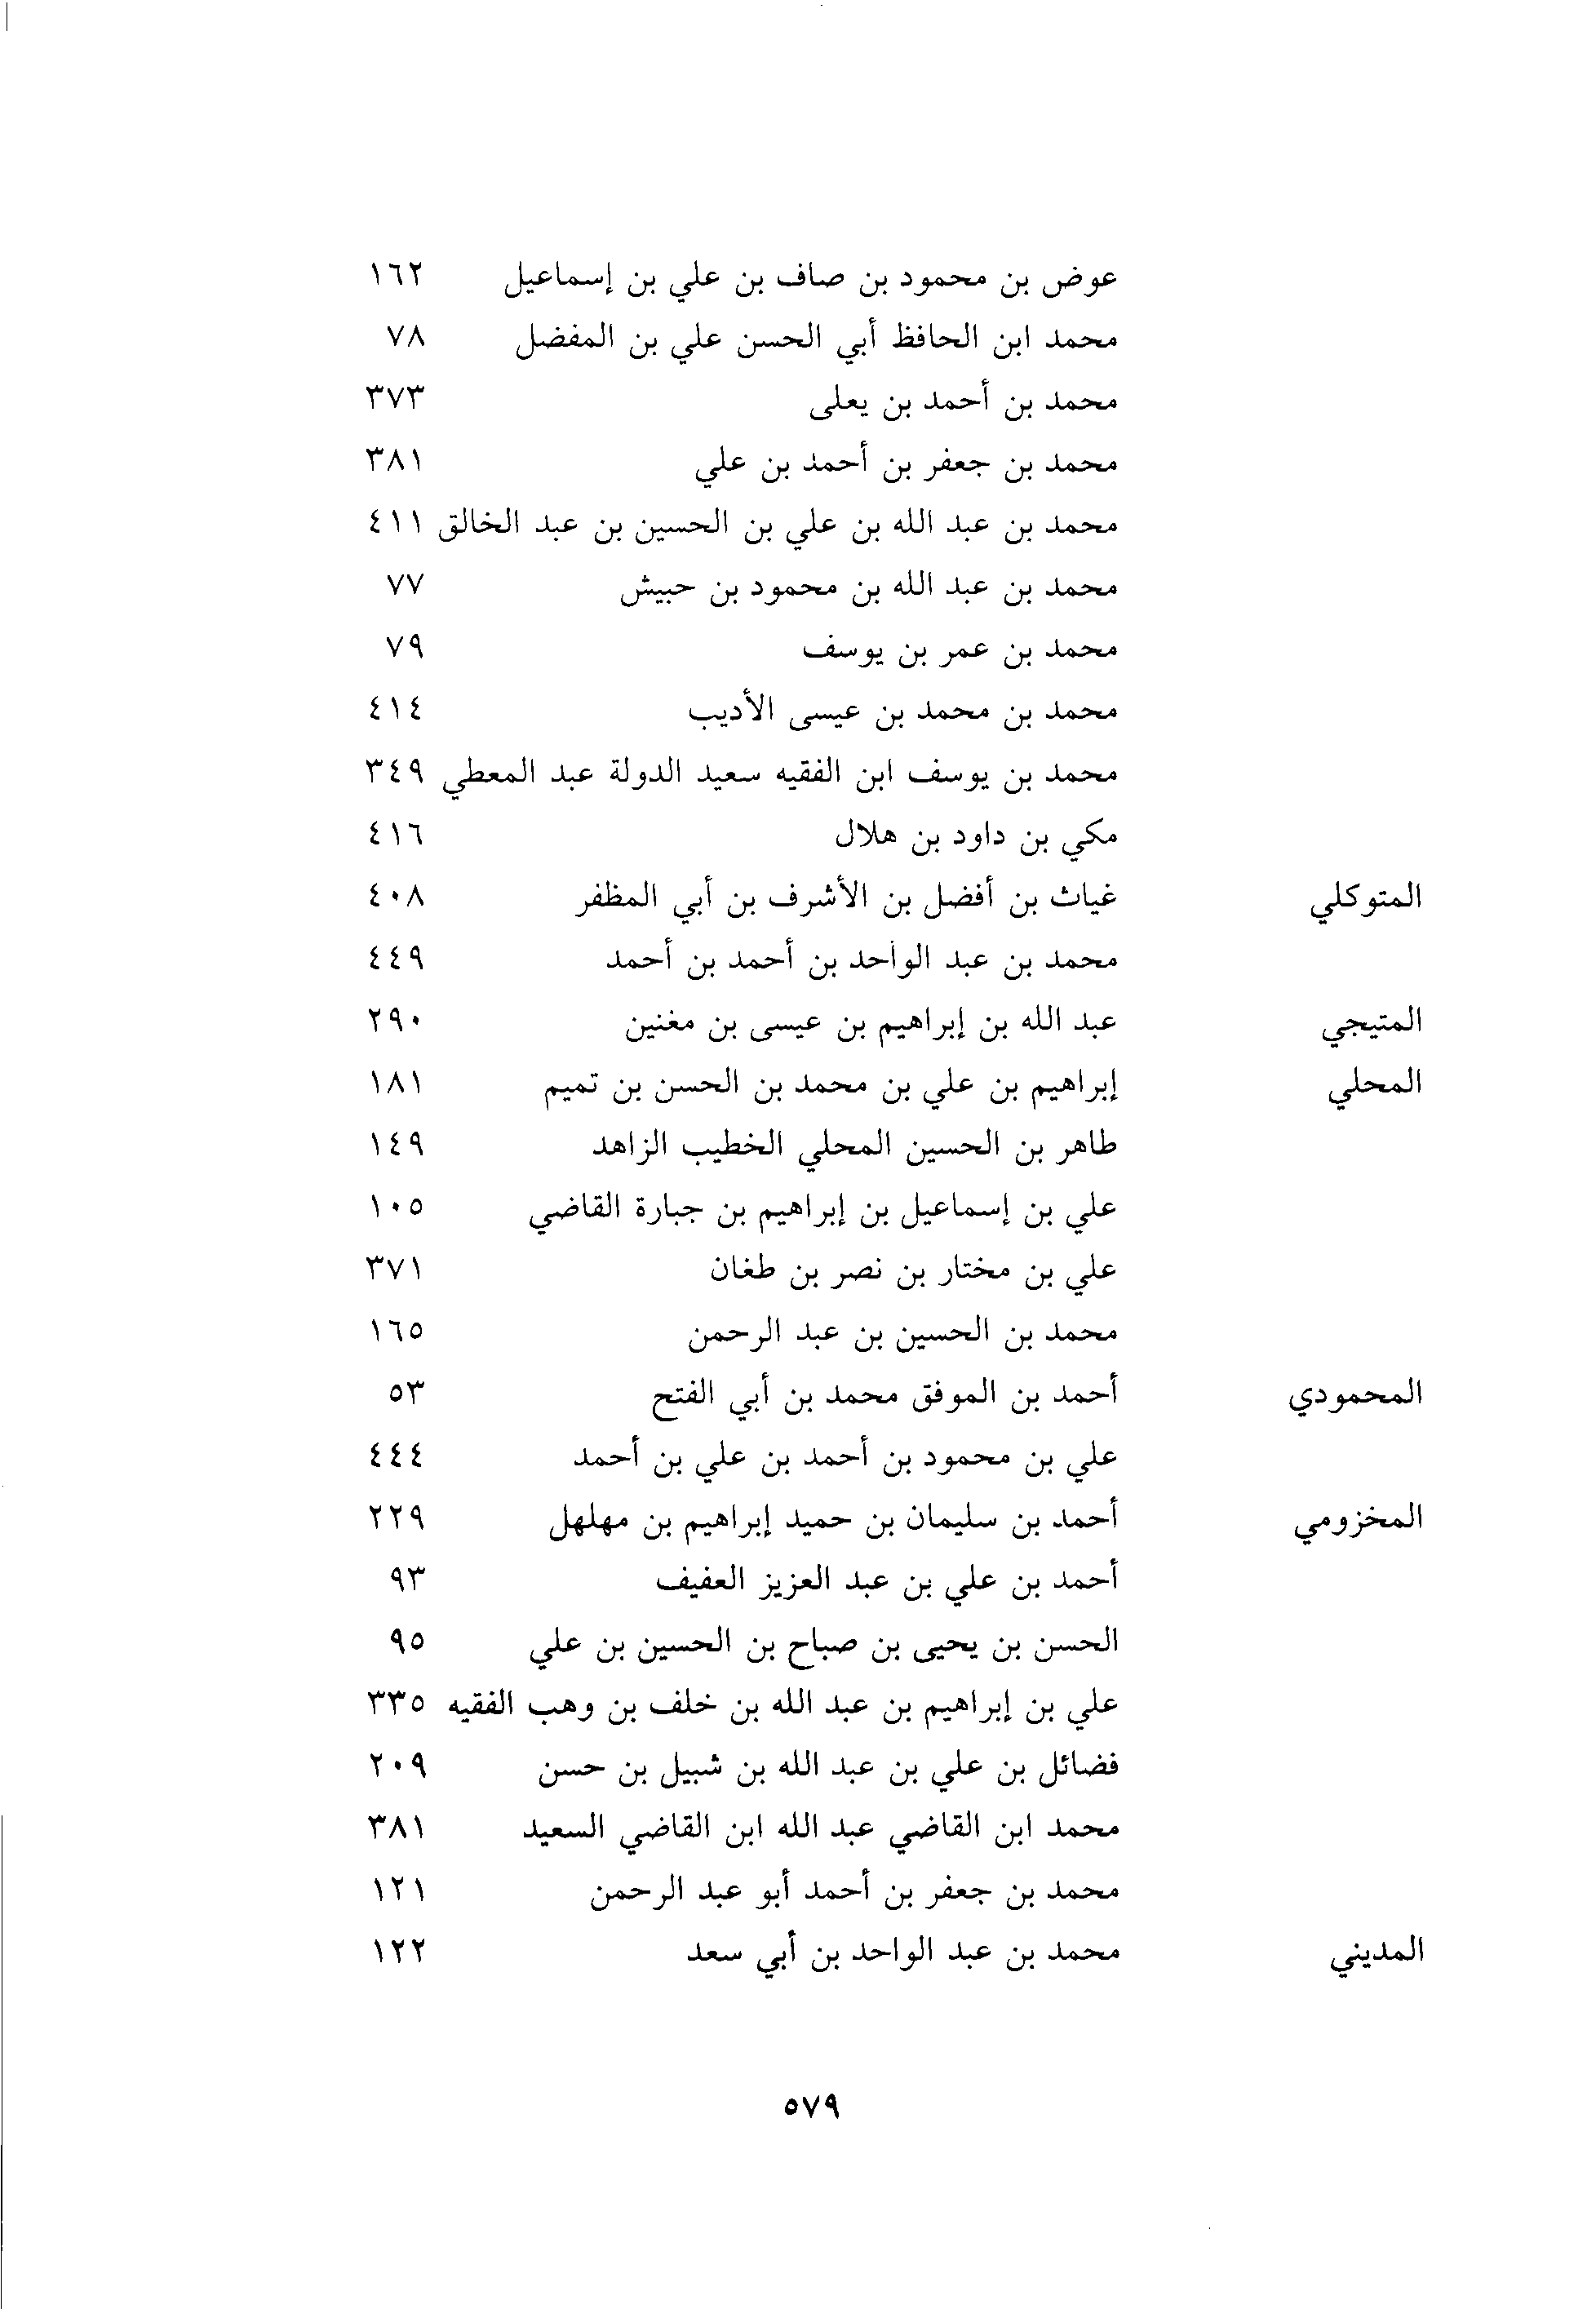 عوض بن محمود بن صاف بن علي بن إسماعيل ١٦٢
محمد ابن الحافظ أبي الحسن علي بن المفضل ٧٨
محمد بن أحمد بن يعلى ٣٧٣
محمد بن جعفر بن أحمد بن علي ٣٨١
محمد بن عبد الله بن علي بن الحسين بن عبد الخالق ٤١١
محمد بن عبد الله بن محمود بن حبيش ٧٧
محمد بن عمر بن يوسف ٧٩
محمد بن محمد بن عيسى الأديب ٤١٤
محمد بن يوسف ابن الفقيه سعيد الدولة عبد المعطي ٣٤٩
مكي بن داود بن هلال ٤١٦
المتوكلي غياث بن أفضل بن الأشرف بن أبي المظفر ٤٠٨
محمد بن عبد الواحد بن أحمد بن أحمد ٤٤٩
المتيجي عبد الله بن إبراهيم بن عيسى بن مغنين ٢٩٠
المحلي إبراهيم بن علي بن محمد بن الحسن بن تميم ١٨١
طاهر بن الحسين المحلي الخطيب الزاهد ١٤٩
علي بن إسماعيل بن إبراهيم بن جبارة القاضي ١٠٥
علي بن مختار بن نصر بن طغان ٣٧١
محمد بن الحسين بن عبد الرحمن ١٦٥
المحمودي أحمد بن الموفق محمد بن أبي الفتح ٥٣
علي بن محمود بن أحمد بن علي بن أحمد ٤٤٤
المخزومي أحمد بن سليمان بن حميد إبراهيم بن مهلهل ٢٢٩
أحمد بن علي بن عبد العزيز العفيف ٩٣
الحسن بن يحيى بن صباح بن الحسين بن علي ٩٥
علي بن إبراهيم بن عبد الله بن خلف بن وهب الفقيه ٣٣٥
فضائل بن علي بن عبد الله بن شبيل بن حسن ٢٠٩
محمد ابن القاضي عبد الله ابن القاضي السعيد ٣٨١
محمد بن جعفر بن أحمد أبو عبد الرحمن ١٢١
المديني محمد بن عبد الواحد بن أبي سعد ١٢٢
٥٧٩